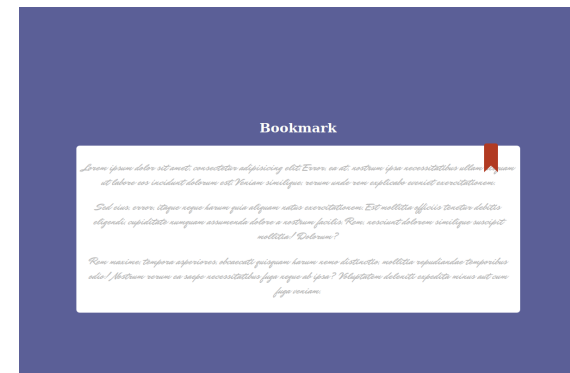 Bookmark
Lorem ipsum dolor sit amet, consectetur adipisicing elit. Error, ea at, nostrum ipsa necessitatibus ullam
ut labore eos incidunt dolorum est. Veniam similique, rerum unde rem explicabo eveniet exercitationem.
Sed eius, error, itaque sequi harum quia aliquam natus exercitationem. Est mollitia officiis tenetur debitis
eligendi, cupiditate numquam assumenda dolore a nostrum facilis. Rem, nesciunt dolorem similique suscipit
mollitia! Dolorum?
Rem maxime, tempora asperiores, obcaecati quisquam harum nemo distinctio, mollitia repudiandae temporibus
odio! Nostrum rerum ea saepe necessitatibus fuga sequi ab ipsa? Voluptatem deleniti expedita minus aut cum
fuga veniam.